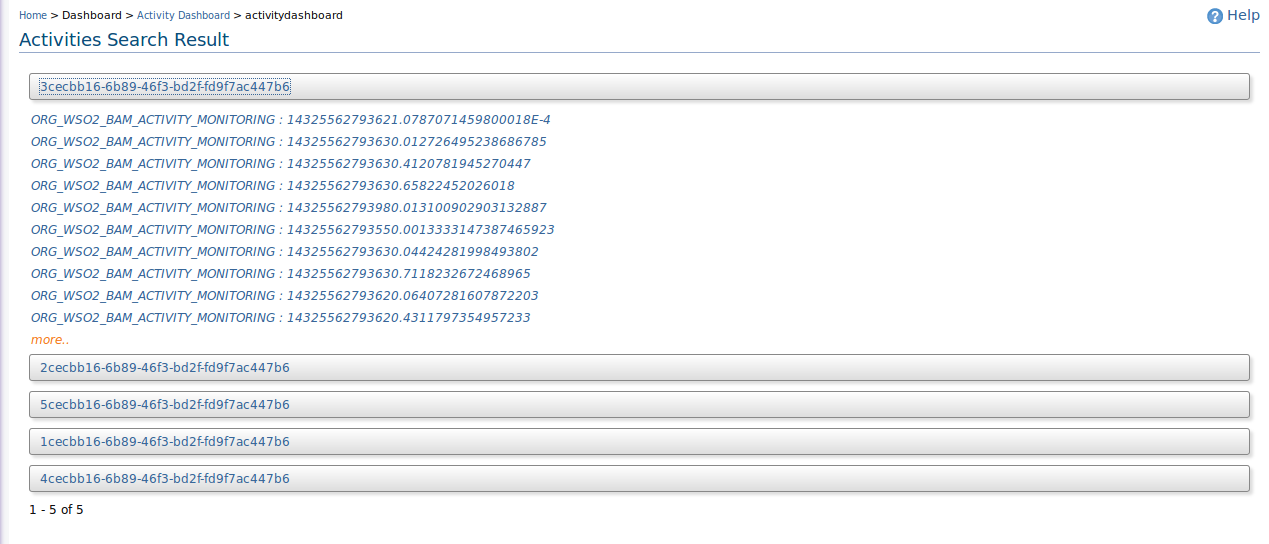 Home > Dashboard > Activity Dashboard > activitydashboard
Help
Activities Search Result
3cecbb16-6b89-46f3-bd2f-fd9f7ac447b6
ORG_WSO2_BAM_ACTIVITY_MONITORING : 14325562793621.0787071459800018E-4
ORG_WSO2_BAM_ACTIVITY_MONITORING : 14325562793630.012726495238686785
ORG_WSO2_BAM_ACTIVITY_MONITORING : 14325562793630.4120781945270447
ORG_WSO2_BAM_ACTIVITY_MONITORING : 14325562793630.65822452026018
ORG_WSO2_BAM_ACTIVITY_MONITORING : 14325562793980.013100902903132887
ORG_WSO2_BAM_ACTIVITY_MONITORING : 14325562793550.0013333147387465923
ORG_WSO2_BAM_ACTIVITY_MONITORING : 14325562793630.04424281998493802
ORG_WSO2_BAM_ACTIVITY_MONITORING : 14325562793630.7118232672468965
ORG_WSO2_BAM_ACTIVITY_MONITORING : 14325562793620.06407281607872203
ORG_WSO2_BAM_ACTIVITY_MONITORING : 14325562793620.4311797354957233
more..
2cecbb16-6b89-46f3-bd2f-fd9f7ac447b6
5cecbb16-6b89-46f3-bd2f-fd9f7ac447b6
1cecbb16-6b89-46f3-bd2f-fd9f7ac447b6
4cecbb16-6b89-46f3-bd2f-fd9f7ac447b6
1 - 5 of 5